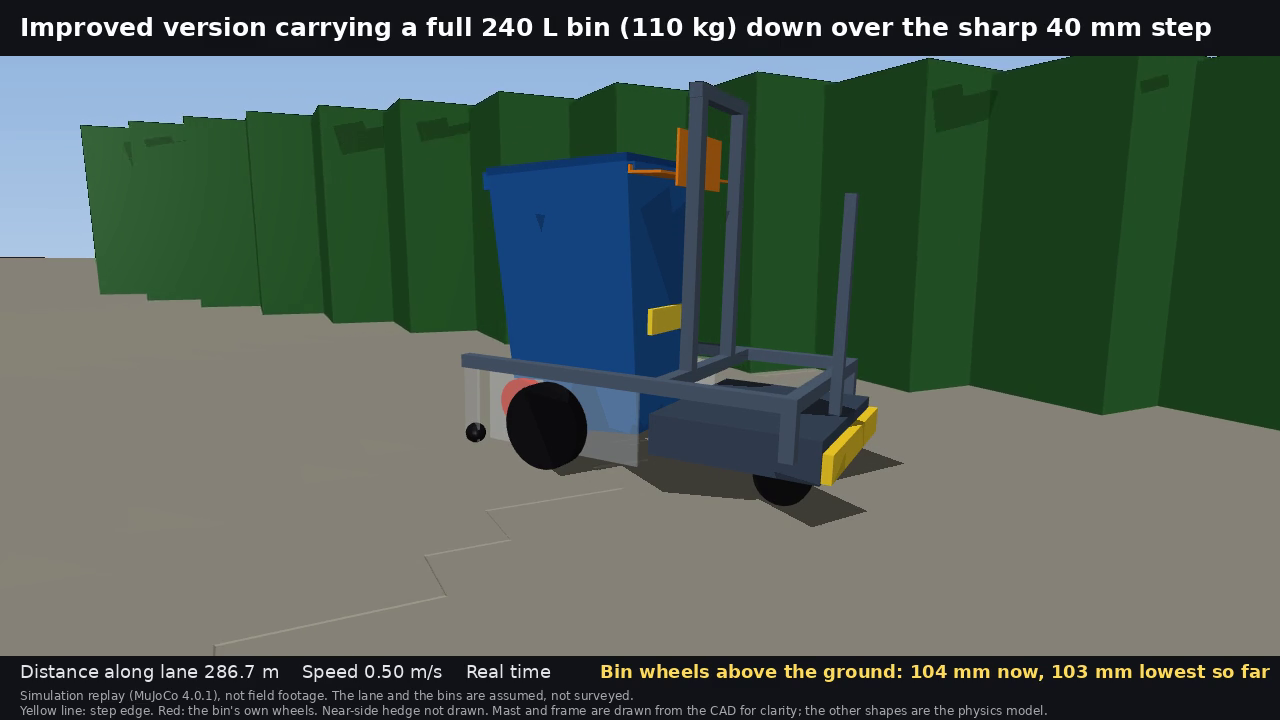 Improved version carrying a full 240 L bin (110 kg) down over the sharp 40 mm step
Distance along lane 286.7 m Speed 0.50 m/s Real time Bin wheels above the ground: 104 mm now, 103 mm lowest so far
Simulation replay (MuJoCo 4.0.1), not field footage. The lane and the bins are assumed, not surveyed.
Yellow line: step edge. Red: the bin's own wheels. Near-side hedge not drawn. Mast and frame are drawn from the CAD for clarity; the other shapes are the physics model.